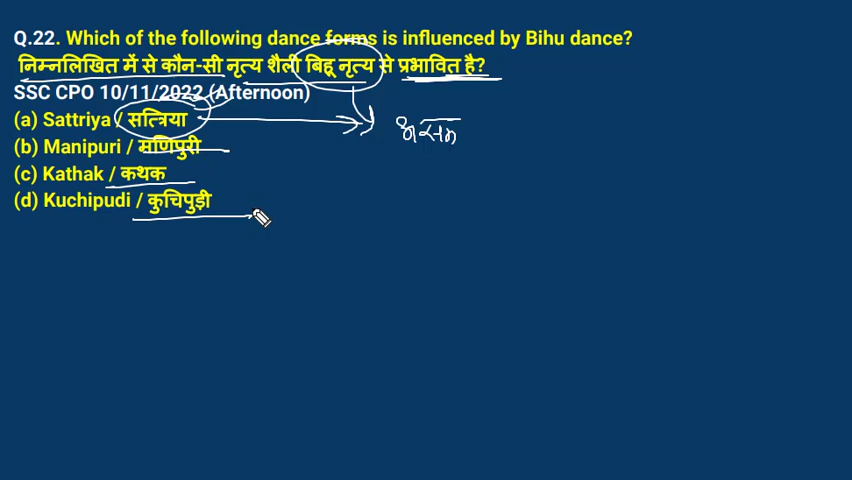 Q.22. Which of the following dance forms is influenced by Bihu dance?
निम्नलिखित में से कौन-सी नृत्य शैली बिहू नृत्य से प्रभावित है?
SSC CPO 10/11/2022 (Afternoon)
(a) Sattriya / सत्त्रिया
असम
(b) Manipuri / मणिपुरी
(c) Kathak / कथक
(d) Kuchipudi / कुचिपुड़ी